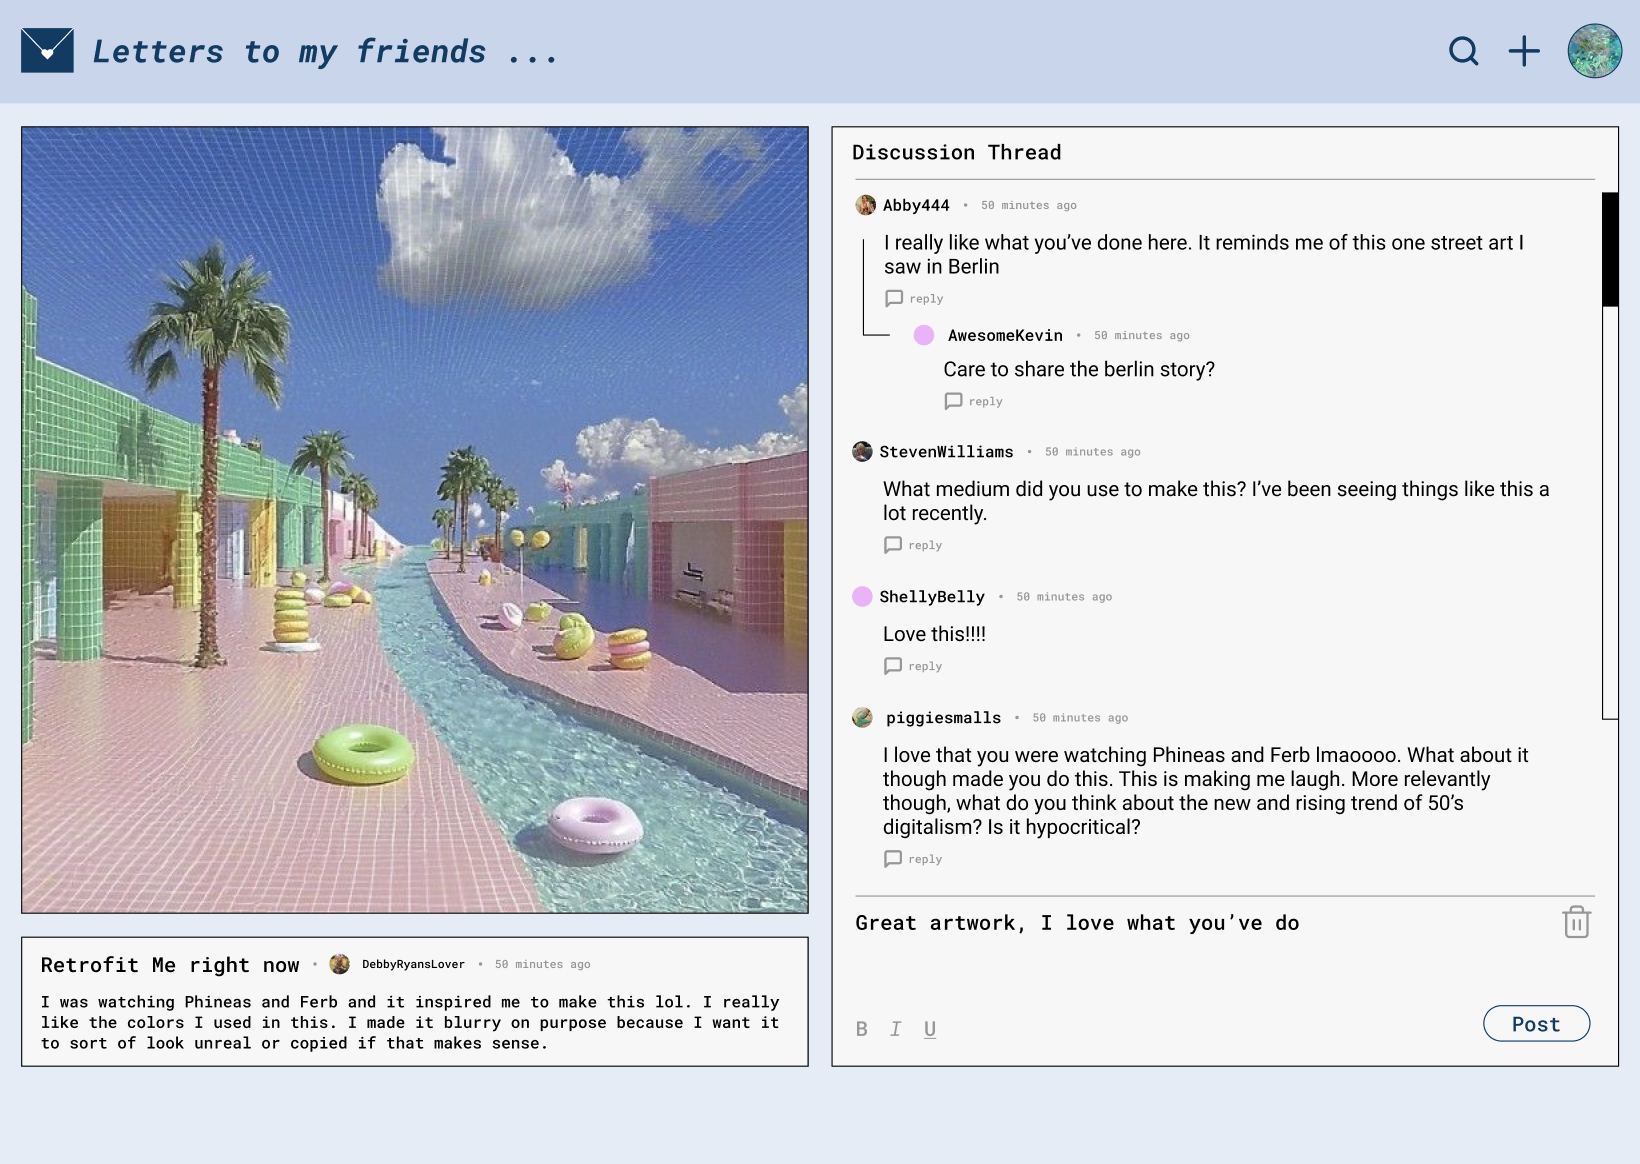 Letters to my friends ...
Discussion Thread
Abby444 • 50 minutes ago
I really like what you’ve done here. It reminds me of this one street art I
saw in Berlin
reply
AwesomeKevin • 50 minutes ago
Care to share the berlin story?
reply
StevenWilliams • 50 minutes ago
What medium did you use to make this? I’ve been seeing things like this a
lot recently.
reply
ShellyBelly • 50 minutes ago
Love this!!!!
reply
piggiesmalls • 50 minutes ago
I love that you were watching Phineas and Ferb lmaoooo. What about it
though made you do this. This is making me laugh. More relevantly
though, what do you think about the new and rising trend of 50’s
digitalism? Is it hypocritical?
reply
Great artwork, I love what you’ve do
B I U
Post
Retrofit Me right now • DebbyRyansLover • 50 minutes ago
I was watching Phineas and Ferb and it inspired me to make this lol. I really
like the colors I used in this. I made it blurry on purpose because I want it
to sort of look unreal or copied if that makes sense.